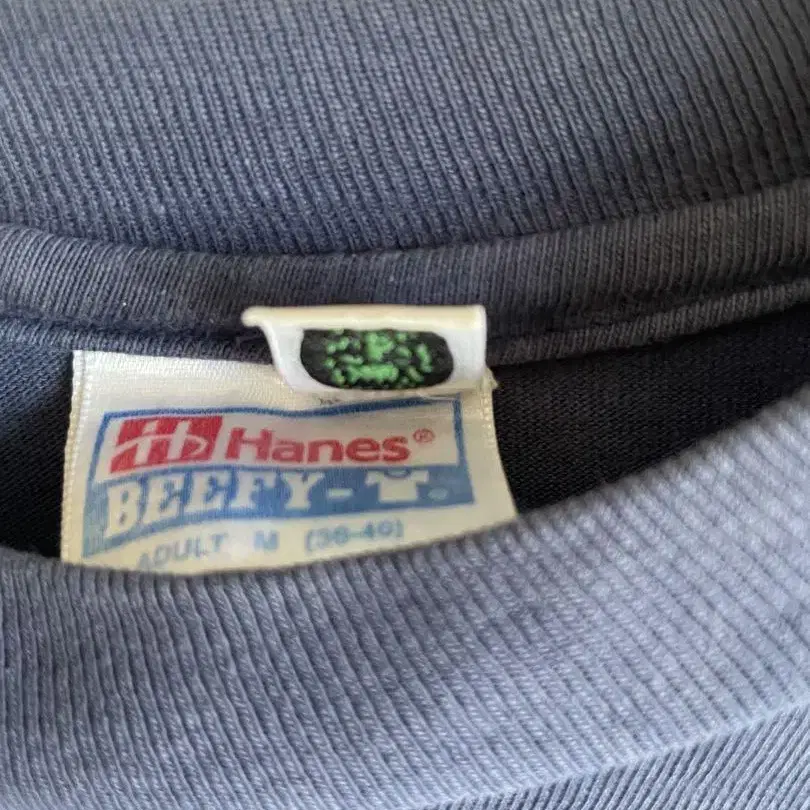 Hanes®
BEEFY-T®
ADULT M (38-40)